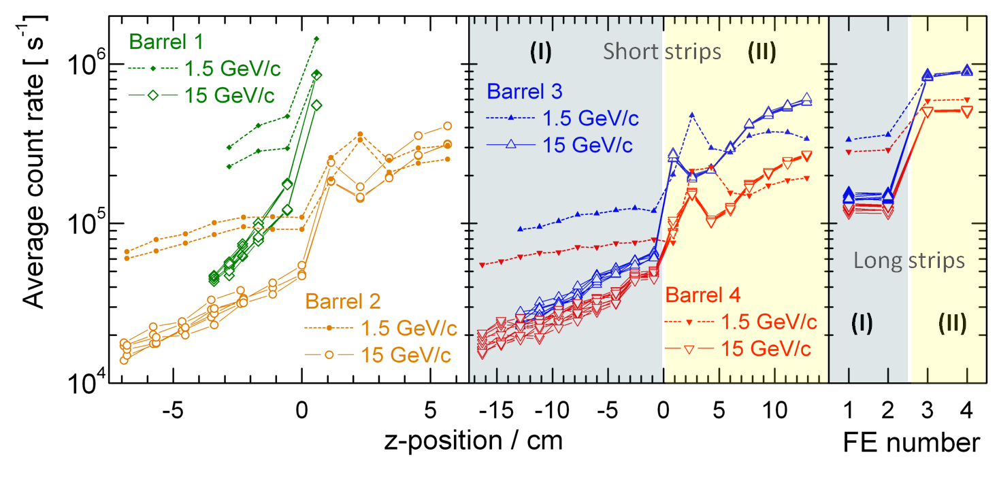 Average count rate [ s⁻¹]
10⁶
10⁵
10⁴
Barrel 1
1.5 GeV/c
15 GeV/c
Barrel 2
1.5 GeV/c
15 GeV/c
-5 0 5
(I) Short strips (II)
Barrel 3
1.5 GeV/c
15 GeV/c
Barrel 4
1.5 GeV/c
15 GeV/c
-15 -10 -5 0 5 10
z-position / cm
Long strips
(I) (II)
1 2 3 4
FE number